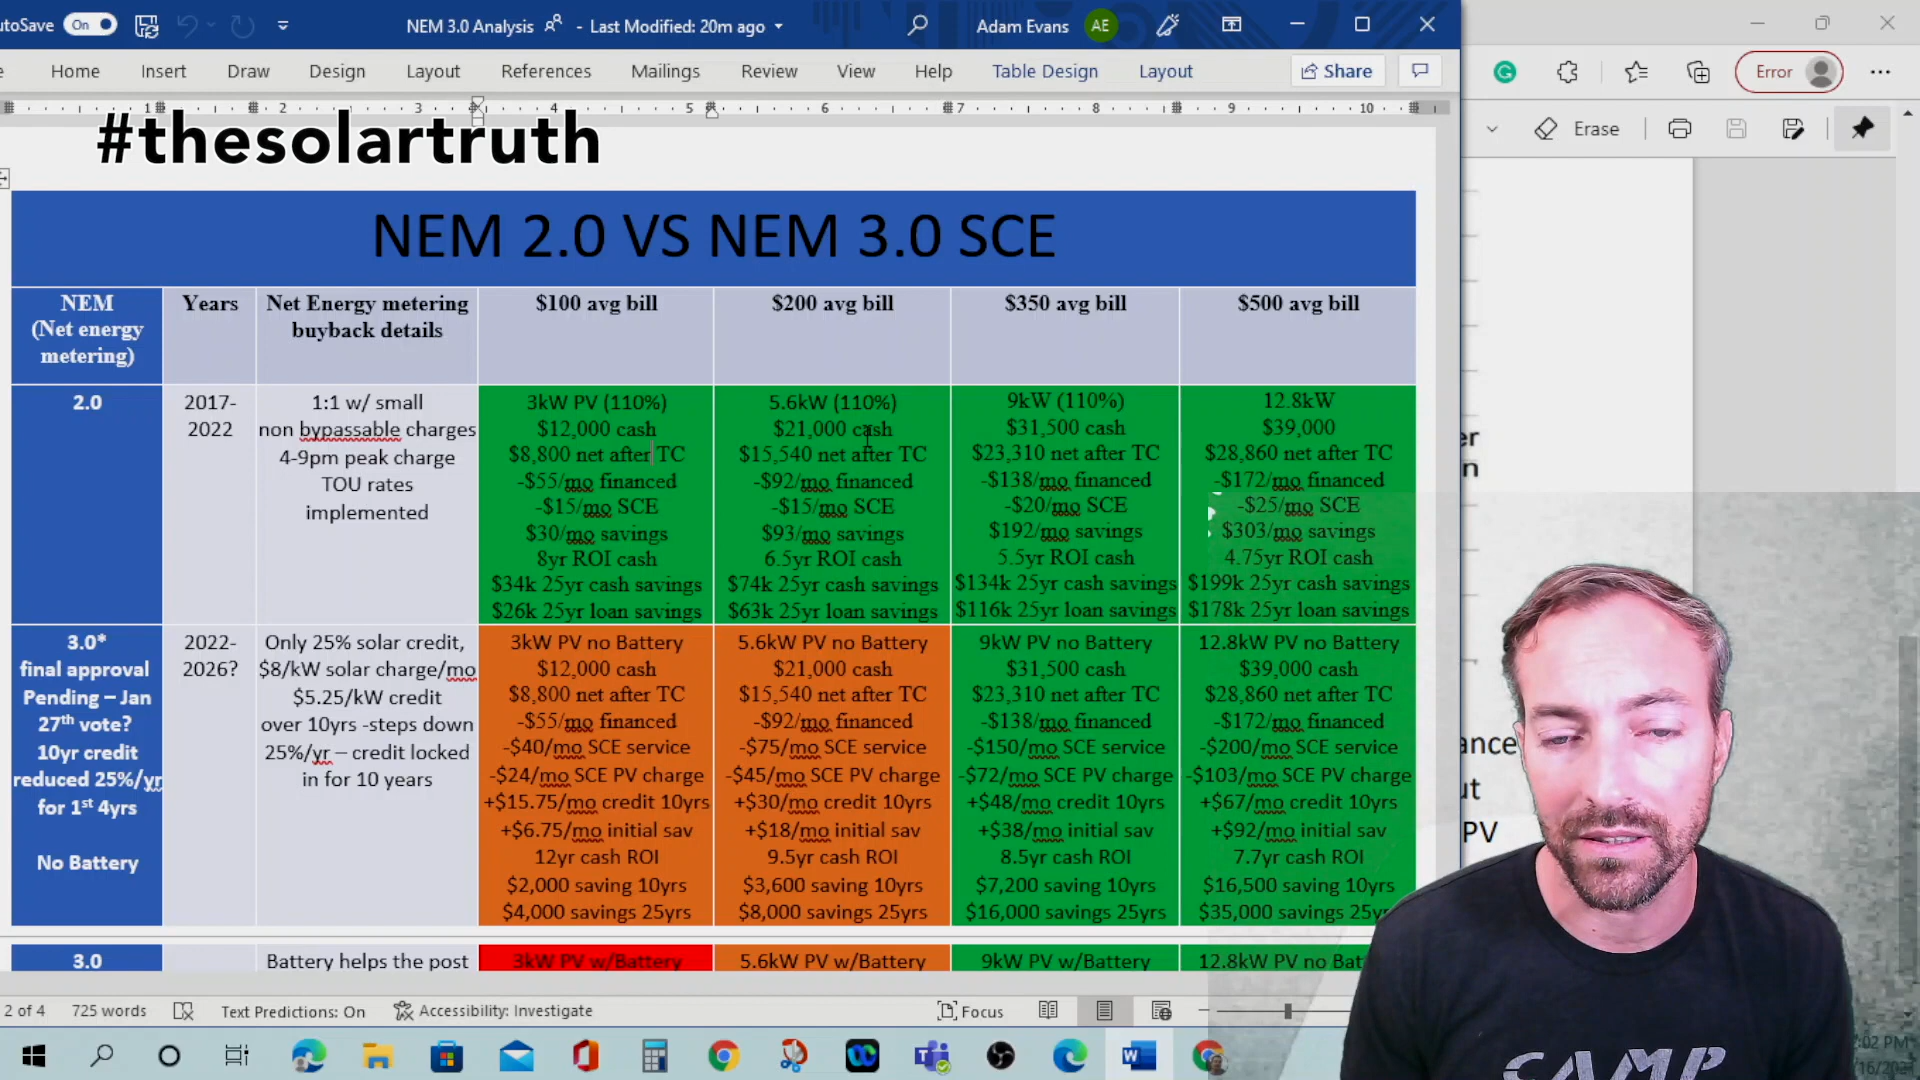 AutoSave On
NEM 3.0 Analysis - Last Modified: 20m ago
Adam Evans AE
Home Insert Draw Design Layout References Mailings Review View Help Table Design Layout Share
Error
Erase
1 2 3 4 5 6 7 8 9 10
#thesolartruth
NEM 2.0 VS NEM 3.0 SCE
NEM
(Net energy
metering)
Years
Net Energy metering
buyback details
$100 avg bill
$200 avg bill
$350 avg bill
$500 avg bill
2.0
2017-
2022
1:1 w/ small
non bypassable charges
4-9pm peak charge
TOU rates
implemented
3kW PV (110%)
$12,000 cash
$8,800 net after TC
-$55/mo financed
-$15/mo SCE
$30/mo savings
8yr ROI cash
$34k 25yr cash savings
$26k 25yr loan savings
5.6kW (110%)
$21,000 cash
$15,540 net after TC
-$92/mo financed
-$15/mo SCE
$93/mo savings
6.5yr ROI cash
$74k 25yr cash savings
$63k 25yr loan savings
9kW (110%)
$31,500 cash
$23,310 net after TC
-$138/mo financed
-$20/mo SCE
$192/mo savings
5.5yr ROI cash
$134k 25yr cash savings
$116k 25yr loan savings
12.8kW
$39,000
$28,860 net after TC
-$172/mo financed
-$25/mo SCE
$303/mo savings
4.75yr ROI cash
$199k 25yr cash savings
$178k 25yr loan savings
3.0*
final approval
Pending – Jan
27th vote?
10yr credit
reduced 25%/yr
for 1st 4yrs
No Battery
2022-
2026?
Only 25% solar credit,
$8/kW solar charge/mo
$5.25/kW credit
over 10yrs -steps down
25%/yr – credit locked
in for 10 years
3kW PV no Battery
$12,000 cash
$8,800 net after TC
-$55/mo financed
-$40/mo SCE service
-$24/mo SCE PV charge
+$15.75/mo credit 10yrs
+$6.75/mo initial sav
12yr cash ROI
$2,000 saving 10yrs
$4,000 savings 25yrs
5.6kW PV no Battery
$21,000 cash
$15,540 net after TC
-$92/mo financed
-$75/mo SCE service
-$45/mo SCE PV charge
+$30/mo credit 10yrs
+$18/mo initial sav
9.5yr cash ROI
$3,600 saving 10yrs
$8,000 savings 25yrs
9kW PV no Battery
$31,500 cash
$23,310 net after TC
-$138/mo financed
-$150/mo SCE service
-$72/mo SCE PV charge
+$48/mo credit 10yrs
+$38/mo initial sav
8.5yr cash ROI
$7,200 saving 10yrs
$16,000 savings 25yrs
12.8kW PV no Battery
$39,000 cash
$28,860 net after TC
-$172/mo financed
-$200/mo SCE service
-$103/mo SCE PV charge
+$67/mo credit 10yrs
+$92/mo initial sav
7.7yr cash ROI
$16,500 saving 10yrs
$35,000 savings 25yrs
3.0
Battery helps the post
3kW PV w/Battery
5.6kW PV w/Battery
9kW PV w/Battery
12.8kW PV no Bat
PV
2 of 4 725 words Text Predictions: On Accessibility: Investigate Focus
CAMP